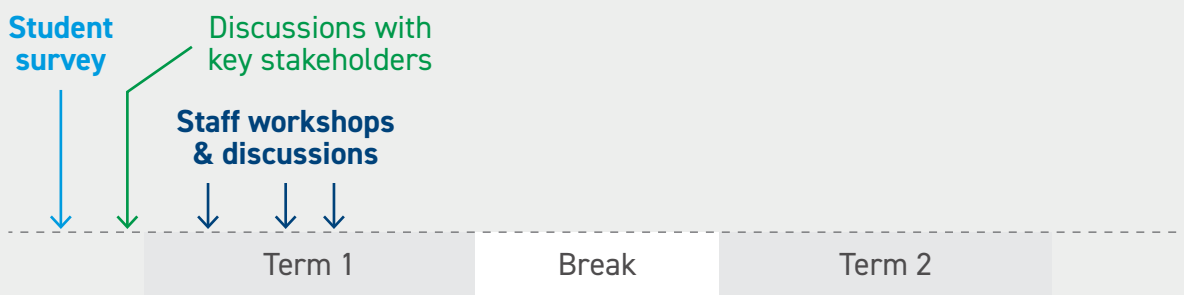 Student
survey
Discussions with
key stakeholders
Staff workshops
& discussions
Term 1
Break
Term 2